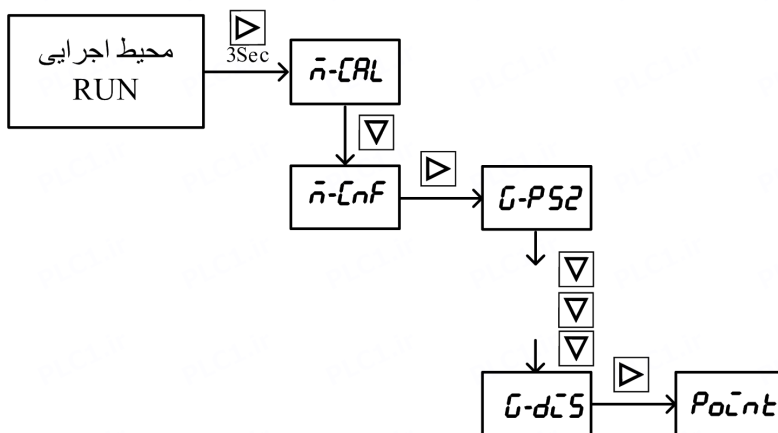 محیط اجرایی
RUN
3Sec
n̄-CAL
n̄-CnF
G-PS2
G-dis
Point